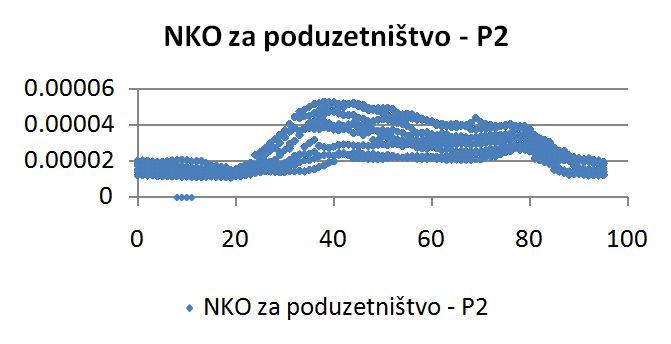 NKO za poduzetništvo - P2
0.00006
0.00004
0.00002
0
0 20 40 60 80 100
NKO za poduzetništvo - P2